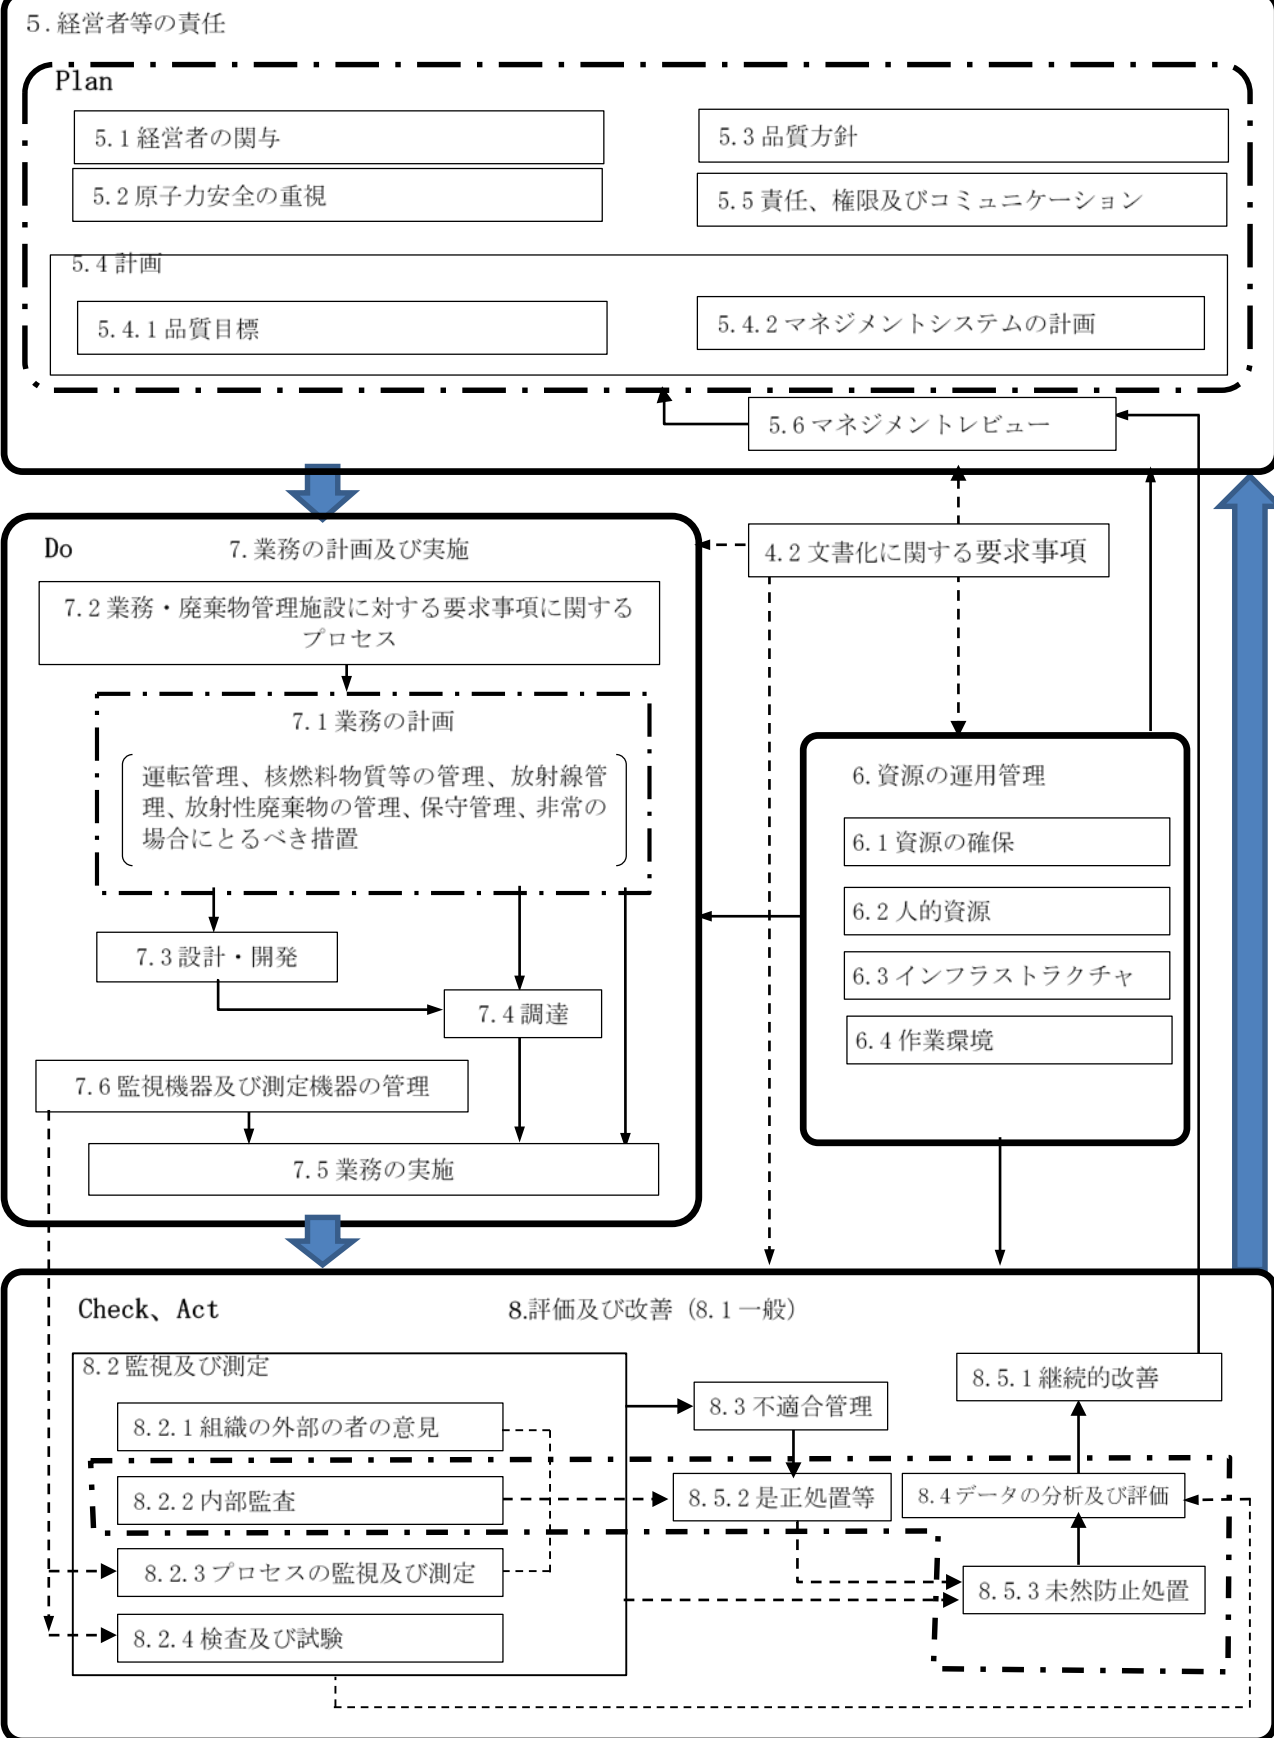 5.経営者等の責任
Plan
5.1経営者の関与
5.3品質方針
5.2原子力安全の重視
5.5責任、権限及びコミュニケーション
5.4計画
5.4.1品質目標
5.4.2マネジメントシステムの計画
5.6マネジメントレビュー
Do
7.業務の計画及び実施
4.2文書化に関する要求事項
7.2業務・廃棄物管理施設に対する要求事項に関する
プロセス
7.1業務の計画
運転管理、核燃料物質等の管理、放射線管
理、放射性廃棄物の管理、保守管理、非常の
場合にとるべき措置
6.資源の運用管理
6.1資源の確保
6.2人的資源
6.3インフラストラクチャ
6.4作業環境
7.3設計・開発
7.4調達
7.6監視機器及び測定機器の管理
7.5業務の実施
Check、Act
8.評価及び改善（8.1一般）
8.2監視及び測定
8.2.1組織の外部の者の意見
8.2.2内部監査
8.2.3プロセスの監視及び測定
8.2.4検査及び試験
8.3不適合管理
8.5.1継続的改善
8.5.2是正処置等
8.4データの分析及び評価
8.5.3未然防止処置